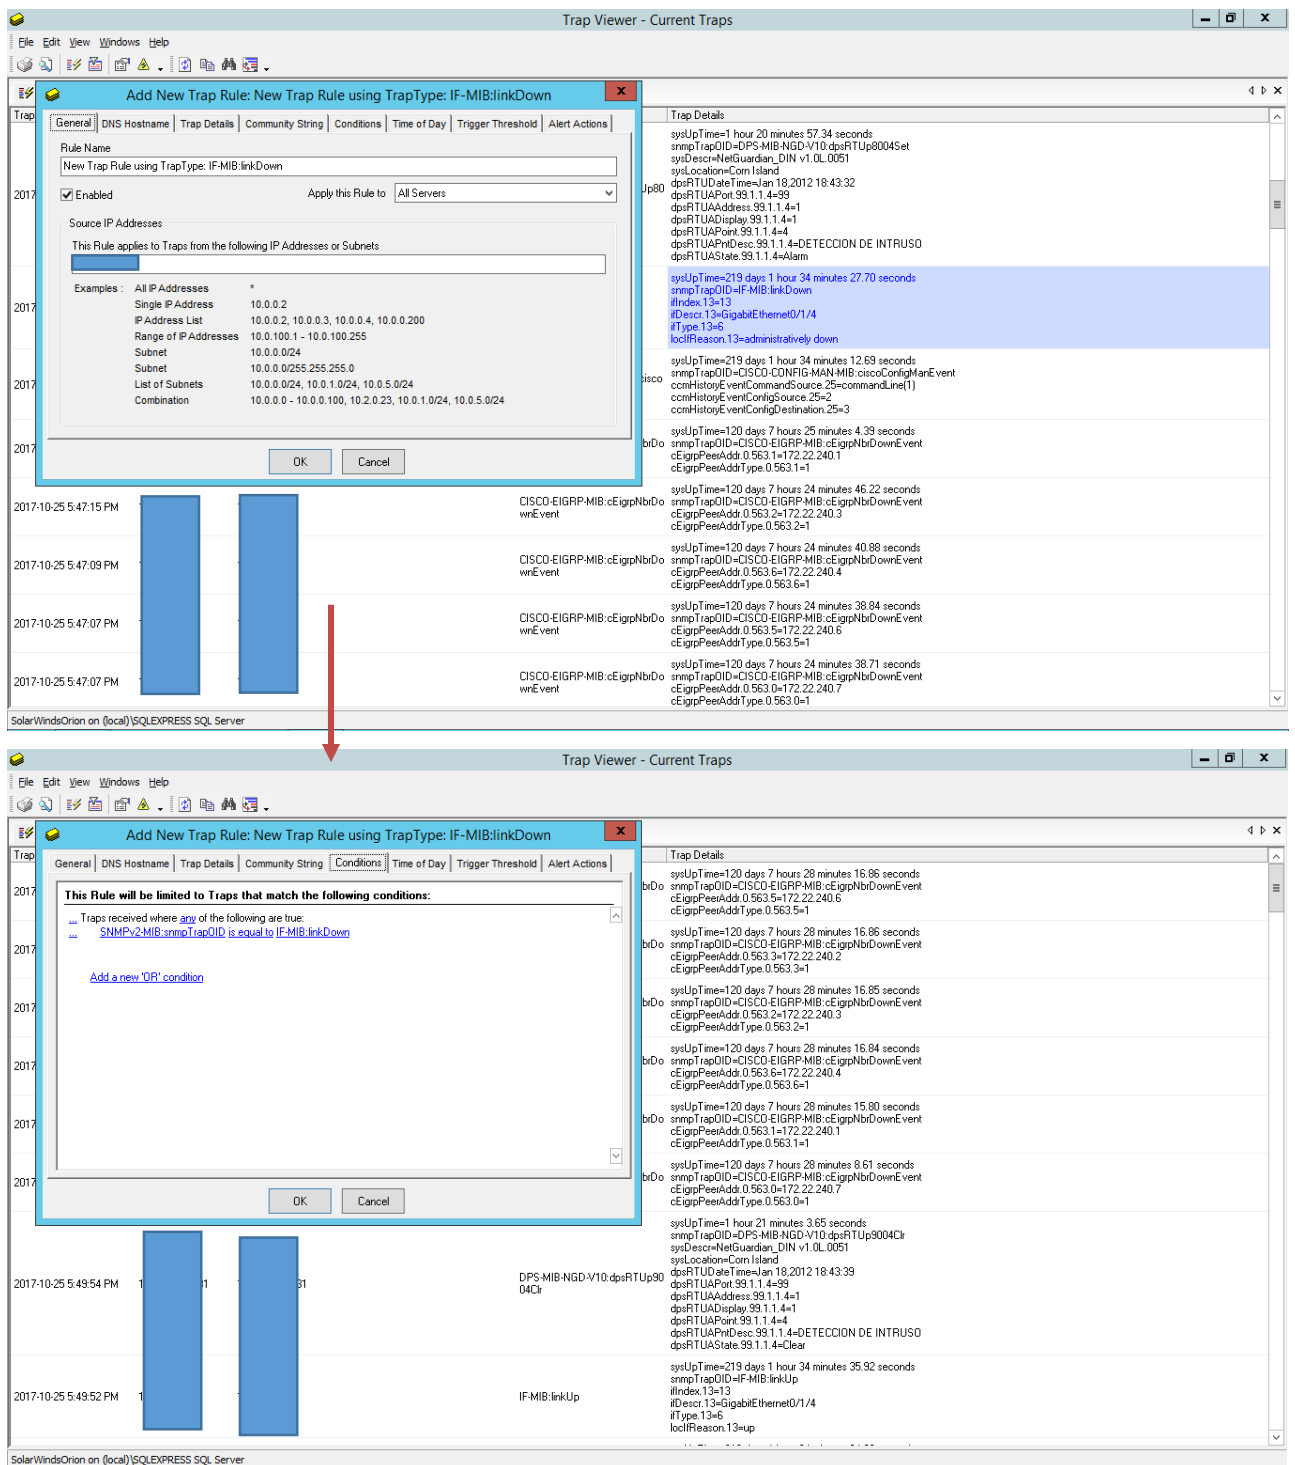 Trap Viewer - Current Traps
File Edit View Windows Help
Add New Trap Rule: New Trap Rule using TrapType: IF-MIB:linkDown
General DNS Hostname Trap Details Community String Conditions Time of Day Trigger Threshold Alert Actions
Rule Name
New Trap Rule using TrapType: IF-MIB:linkDown
Enabled Apply this Rule to All Servers
Source IP Addresses
This Rule applies to Traps from the following IP Addresses or Subnets
Examples : All IP Addresses *
Single IP Address 10.0.0.2
IP Address List 10.0.0.2, 10.0.0.3, 10.0.0.4, 10.0.0.200
Range of IP Addresses 10.0.100.1 - 10.0.100.255
Subnet 10.0.0.0/24
Subnet 10.0.0.0/255.255.255.0
List of Subnets 10.0.0.0/24, 10.0.1.0/24, 10.0.5.0/24
Combination 10.0.0.0 - 10.0.0.100, 10.2.0.23, 10.0.1.0/24, 10.0.5.0/24
OK Cancel
Trap Trap Details
sysUpTime=1 hour 20 minutes 57.34 seconds
snmpTrapOID=DPS-MIB-NGD-V10:dpsRTUp8004Set
sysDescr=NetGuardian_DIN v1.0L.0051
sysLocation=Corn Island
dpsRTUDateTime=Jan 18,2012 18:43:32
2017 Jp80 dpsRTUAPort.99.1.1.4=99
dpsRTUAAddress.99.1.1.4=1
dpsRTUADisplay.99.1.1.4=1
dpsRTUAPoint.99.1.1.4=4
dpsRTUAPntDesc.99.1.1.4=DETECCION DE INTRUSO
dpsRTUAState.99.1.1.4=Alarm
sysUpTime=219 days 1 hour 34 minutes 27.70 seconds
snmpTrapOID=IF-MIB:linkDown
2017 ifIndex.13=13
ifDescr.13=GigabitEthernet0/1/4
ifType.13=6
locIfReason.13=administratively down
sysUpTime=219 days 1 hour 34 minutes 12.69 seconds
snmpTrapOID=CISCO-CONFIG-MAN-MIB:ciscoConfigManEvent
2017 cisco ccmHistoryEventCommandSource.25=commandLine(1)
ccmHistoryEventConfigSource.25=2
ccmHistoryEventConfigDestination.25=3
sysUpTime=120 days 7 hours 25 minutes 4.39 seconds
2017 brDo snmpTrapOID=CISCO-EIGRP-MIB:cEigrpNbrDownEvent
cEigrpPeerAddr.0.563.1=172.22.240.1
cEigrpPeerAddrType.0.563.1=1
sysUpTime=120 days 7 hours 24 minutes 46.22 seconds
2017-10-25 5:47:15 PM CISCO-EIGRP-MIB:cEigrpNbrDo snmpTrapOID=CISCO-EIGRP-MIB:cEigrpNbrDownEvent
wnEvent cEigrpPeerAddr.0.563.2=172.22.240.3
cEigrpPeerAddrType.0.563.2=1
sysUpTime=120 days 7 hours 24 minutes 40.88 seconds
2017-10-25 5:47:09 PM CISCO-EIGRP-MIB:cEigrpNbrDo snmpTrapOID=CISCO-EIGRP-MIB:cEigrpNbrDownEvent
wnEvent cEigrpPeerAddr.0.563.6=172.22.240.4
cEigrpPeerAddrType.0.563.6=1
sysUpTime=120 days 7 hours 24 minutes 38.84 seconds
2017-10-25 5:47:07 PM CISCO-EIGRP-MIB:cEigrpNbrDo snmpTrapOID=CISCO-EIGRP-MIB:cEigrpNbrDownEvent
wnEvent cEigrpPeerAddr.0.563.5=172.22.240.6
cEigrpPeerAddrType.0.563.5=1
sysUpTime=120 days 7 hours 24 minutes 38.71 seconds
2017-10-25 5:47:07 PM CISCO-EIGRP-MIB:cEigrpNbrDo snmpTrapOID=CISCO-EIGRP-MIB:cEigrpNbrDownEvent
wnEvent cEigrpPeerAddr.0.563.0=172.22.240.7
cEigrpPeerAddrType.0.563.0=1
SolarWindsOrion on (local)\SQLEXPRESS SQL Server
Trap Viewer - Current Traps
File Edit View Windows Help
Add New Trap Rule: New Trap Rule using TrapType: IF-MIB:linkDown
General DNS Hostname Trap Details Community String Conditions Time of Day Trigger Threshold Alert Actions
This Rule will be limited to Traps that match the following conditions:
... Traps received where any of the following are true:
... SNMPv2-MIB:snmpTrapOID is equal to IF-MIB:linkDown
Add a new 'OR' condition
OK Cancel
Trap Trap Details
sysUpTime=120 days 7 hours 28 minutes 16.86 seconds
2017 brDo snmpTrapOID=CISCO-EIGRP-MIB:cEigrpNbrDownEvent
cEigrpPeerAddr.0.563.5=172.22.240.6
cEigrpPeerAddrType.0.563.5=1
sysUpTime=120 days 7 hours 28 minutes 16.86 seconds
2017 brDo snmpTrapOID=CISCO-EIGRP-MIB:cEigrpNbrDownEvent
cEigrpPeerAddr.0.563.3=172.22.240.2
cEigrpPeerAddrType.0.563.3=1
sysUpTime=120 days 7 hours 28 minutes 16.85 seconds
2017 brDo snmpTrapOID=CISCO-EIGRP-MIB:cEigrpNbrDownEvent
cEigrpPeerAddr.0.563.2=172.22.240.3
cEigrpPeerAddrType.0.563.2=1
sysUpTime=120 days 7 hours 28 minutes 16.84 seconds
2017 brDo snmpTrapOID=CISCO-EIGRP-MIB:cEigrpNbrDownEvent
cEigrpPeerAddr.0.563.6=172.22.240.4
cEigrpPeerAddrType.0.563.6=1
sysUpTime=120 days 7 hours 28 minutes 15.80 seconds
2017 brDo snmpTrapOID=CISCO-EIGRP-MIB:cEigrpNbrDownEvent
cEigrpPeerAddr.0.563.1=172.22.240.1
cEigrpPeerAddrType.0.563.1=1
sysUpTime=120 days 7 hours 28 minutes 8.61 seconds
2017 brDo snmpTrapOID=CISCO-EIGRP-MIB:cEigrpNbrDownEvent
cEigrpPeerAddr.0.563.0=172.22.240.7
cEigrpPeerAddrType.0.563.0=1
sysUpTime=1 hour 21 minutes 3.65 seconds
snmpTrapOID=DPS-MIB-NGD-V10:dpsRTUp9004Clr
sysDescr=NetGuardian_DIN v1.0L.0051
sysLocation=Corn Island
2017-10-25 5:49:54 PM 1 31 31 DPS-MIB-NGD-V10:dpsRTUp90 dpsRTUDateTime=Jan 18,2012 18:43:39
04Clr dpsRTUAPort.99.1.1.4=99
dpsRTUAAddress.99.1.1.4=1
dpsRTUADisplay.99.1.1.4=1
dpsRTUAPoint.99.1.1.4=4
dpsRTUAPntDesc.99.1.1.4=DETECCION DE INTRUSO
dpsRTUAState.99.1.1.4=Clear
sysUpTime=219 days 1 hour 34 minutes 35.92 seconds
snmpTrapOID=IF-MIB:linkUp
2017-10-25 5:49:52 PM 1 IF-MIB:linkUp ifIndex.13=13
ifDescr.13=GigabitEthernet0/1/4
ifType.13=6
locIfReason.13=up
SolarWindsOrion on (local)\SQLEXPRESS SQL Server